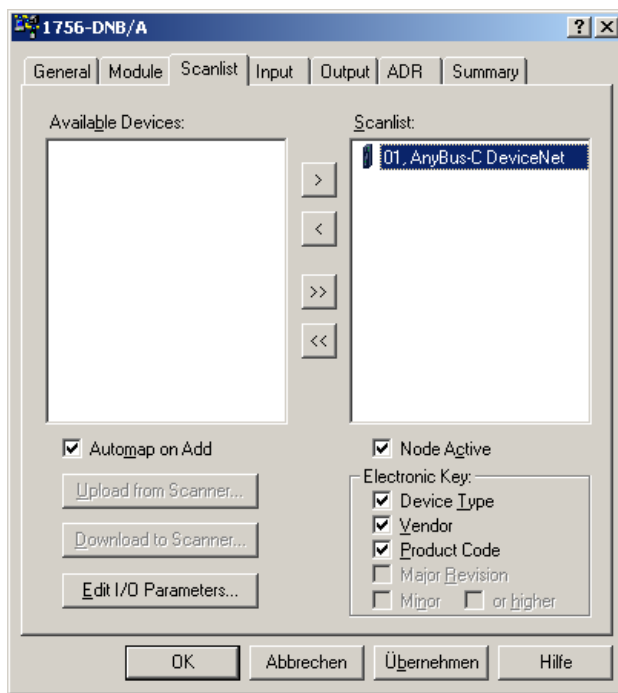 1756-DNB/A
General Module Scanlist Input Output ADR Summary
Available Devices:
Scanlist:
01, AnyBus-C DeviceNet
>
<
>>
<<
Automap on Add
Node Active
Upload from Scanner...
Download to Scanner...
Edit I/O Parameters...
Electronic Key:
Device Type
Vendor
Product Code
Major Revision
Minor or higher
OK Abbrechen Übernehmen Hilfe